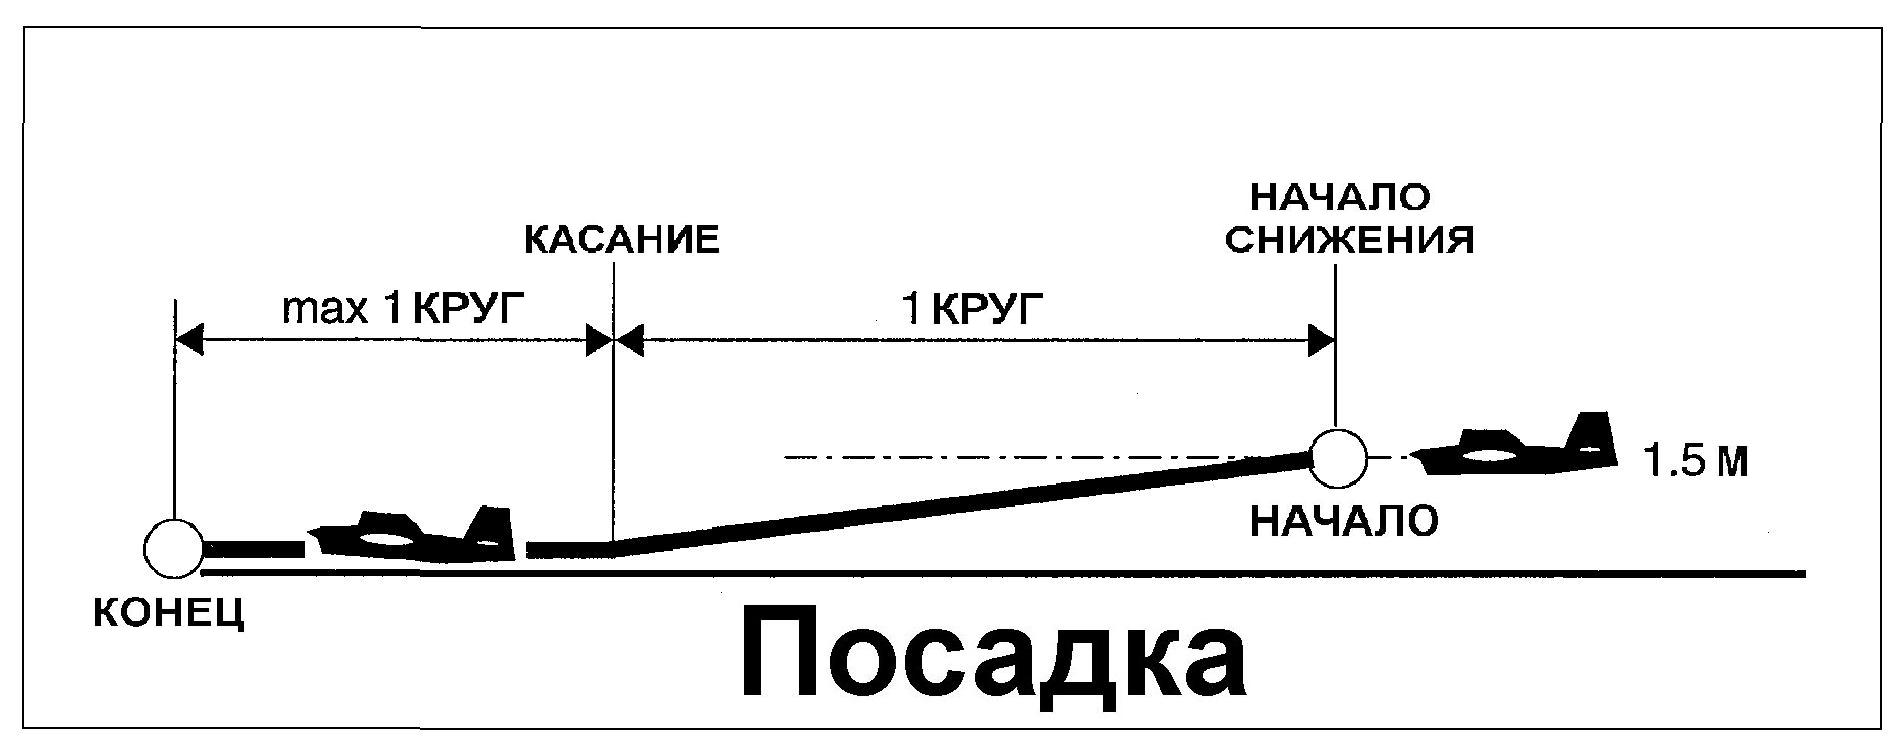 НАЧАЛО
СНИЖЕНИЯ
КАСАНИЕ
max 1 КРУГ
1 КРУГ
1.5 М
НАЧАЛО
КОНЕЦ
Посадка